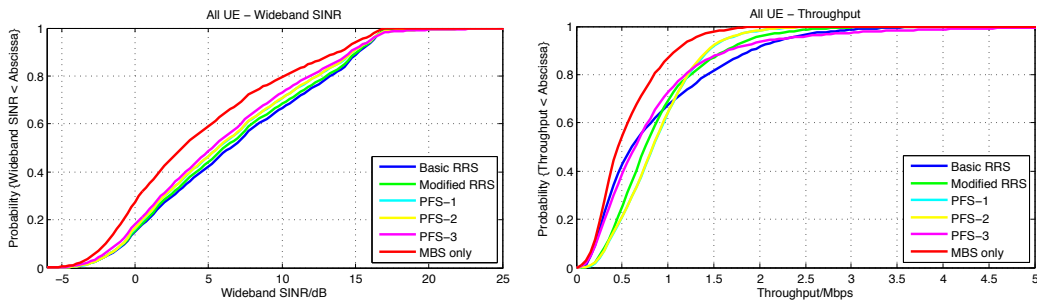 All UE − Wideband SINR
Probability {Wideband SINR < Abscissa}
1
0.8
0.6
0.4
0.2
0
−5
0
5
10
15
20
25
Wideband SINR/dB
Basic RRS
Modified RRS
PFS−1
PFS−2
PFS−3
MBS only
All UE − Throughput
Probability {Throughput < Abscissa}
1
0.8
0.6
0.4
0.2
0
0
0.5
1
1.5
2
2.5
3
3.5
4
4.5
5
Throughput/Mbps
Basic RRS
Modified RRS
PFS−1
PFS−2
PFS−3
MBS only